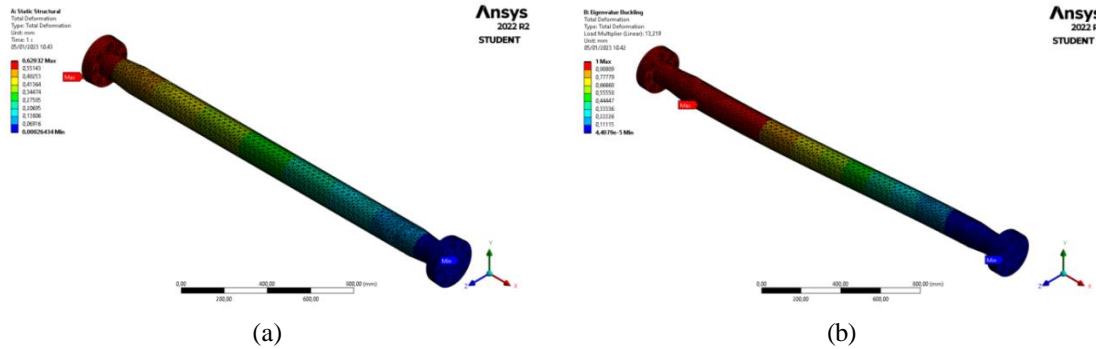 A: Static Structural
Total Deformation
Type: Total Deformation
Unit: mm
Time: 1 s
05/01/2023 10.43
0,62032 Max
0,55143
0,48253
0,41364
0,34474
0,27585
0,20695
0,13806
0,06916
0,00026434 Min
Max
Min
Ansys
2022 R2
STUDENT
0,00
400,00
800,00 (mm)
200,00
600,00
Y
Z
X
(a)
B: Eigenvalue Buckling
Total Deformation
Type: Total Deformation
Load Multiplier (Linear): 13,219
Unit: mm
05/01/2023 10.42
1 Max
0,88889
0,77779
0,66669
0,55558
0,44447
0,33336
0,22226
0,11115
4,4879e-5 Min
Max
Min
Ansys
2022 R2
STUDENT
0,00
400,00
800,00 (mm)
200,00
600,00
Y
Z
X
(b)